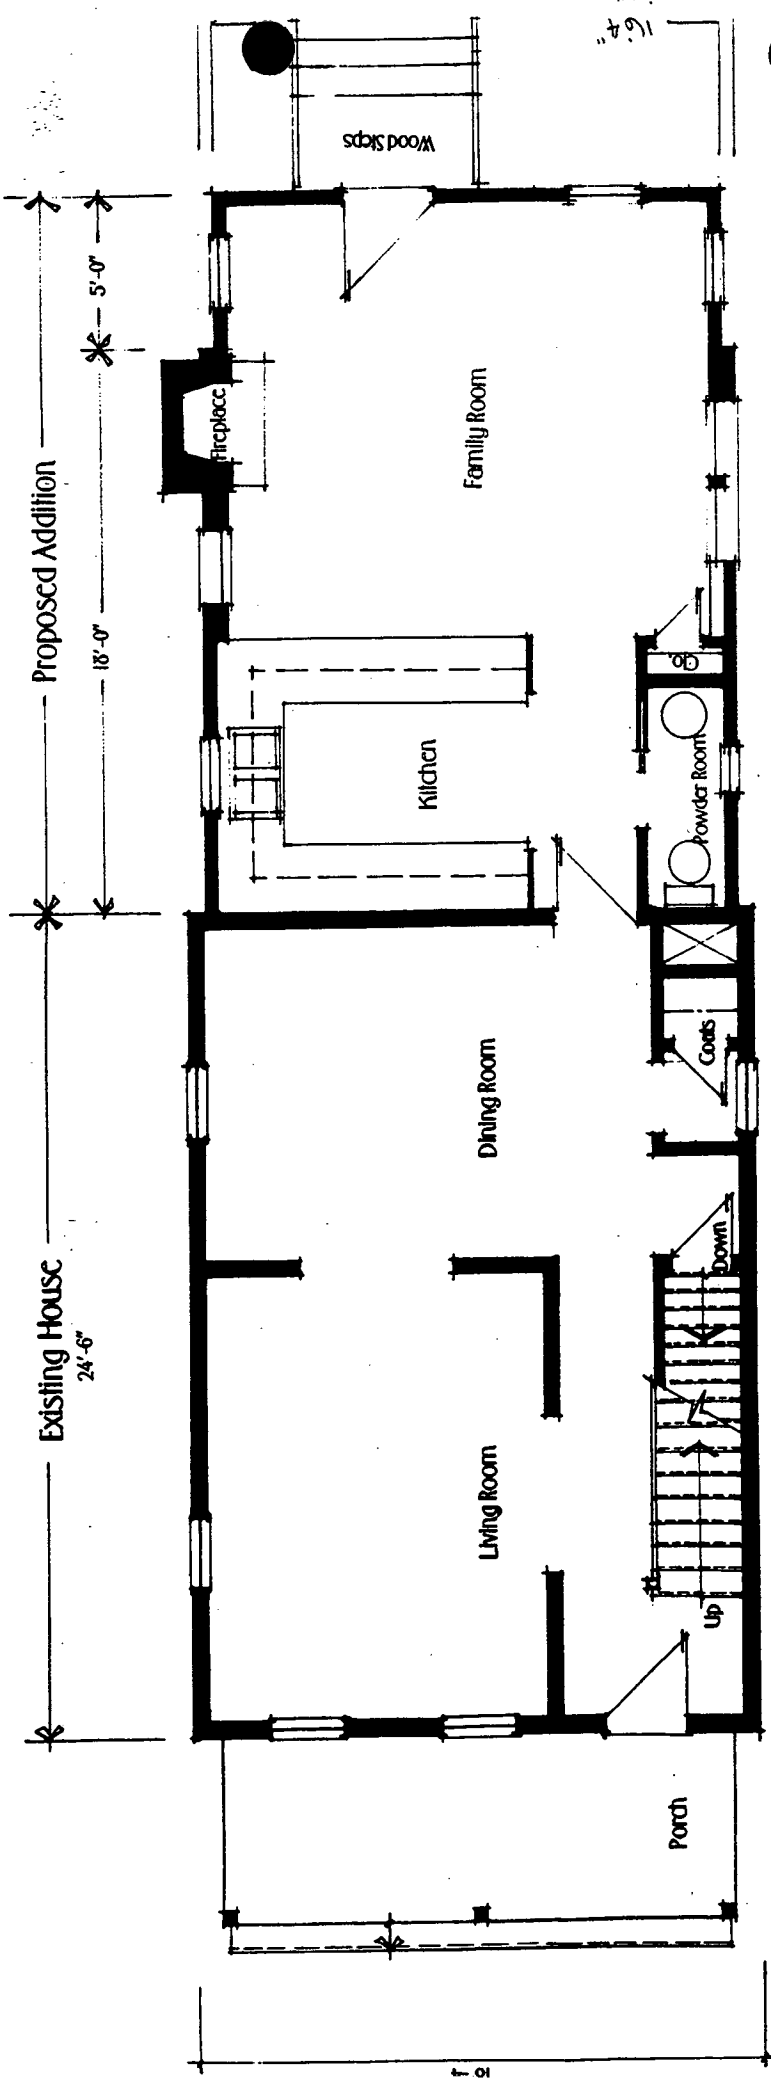 Proposed Addition
5'-0"
18'-0"
Existing House
24'-6"
16'4"
Wood Steps
Fireplace
Family Room
Kitchen
Clo.
Powder Room
Dining Room
Coats
Down
Living Room
Up
Porch